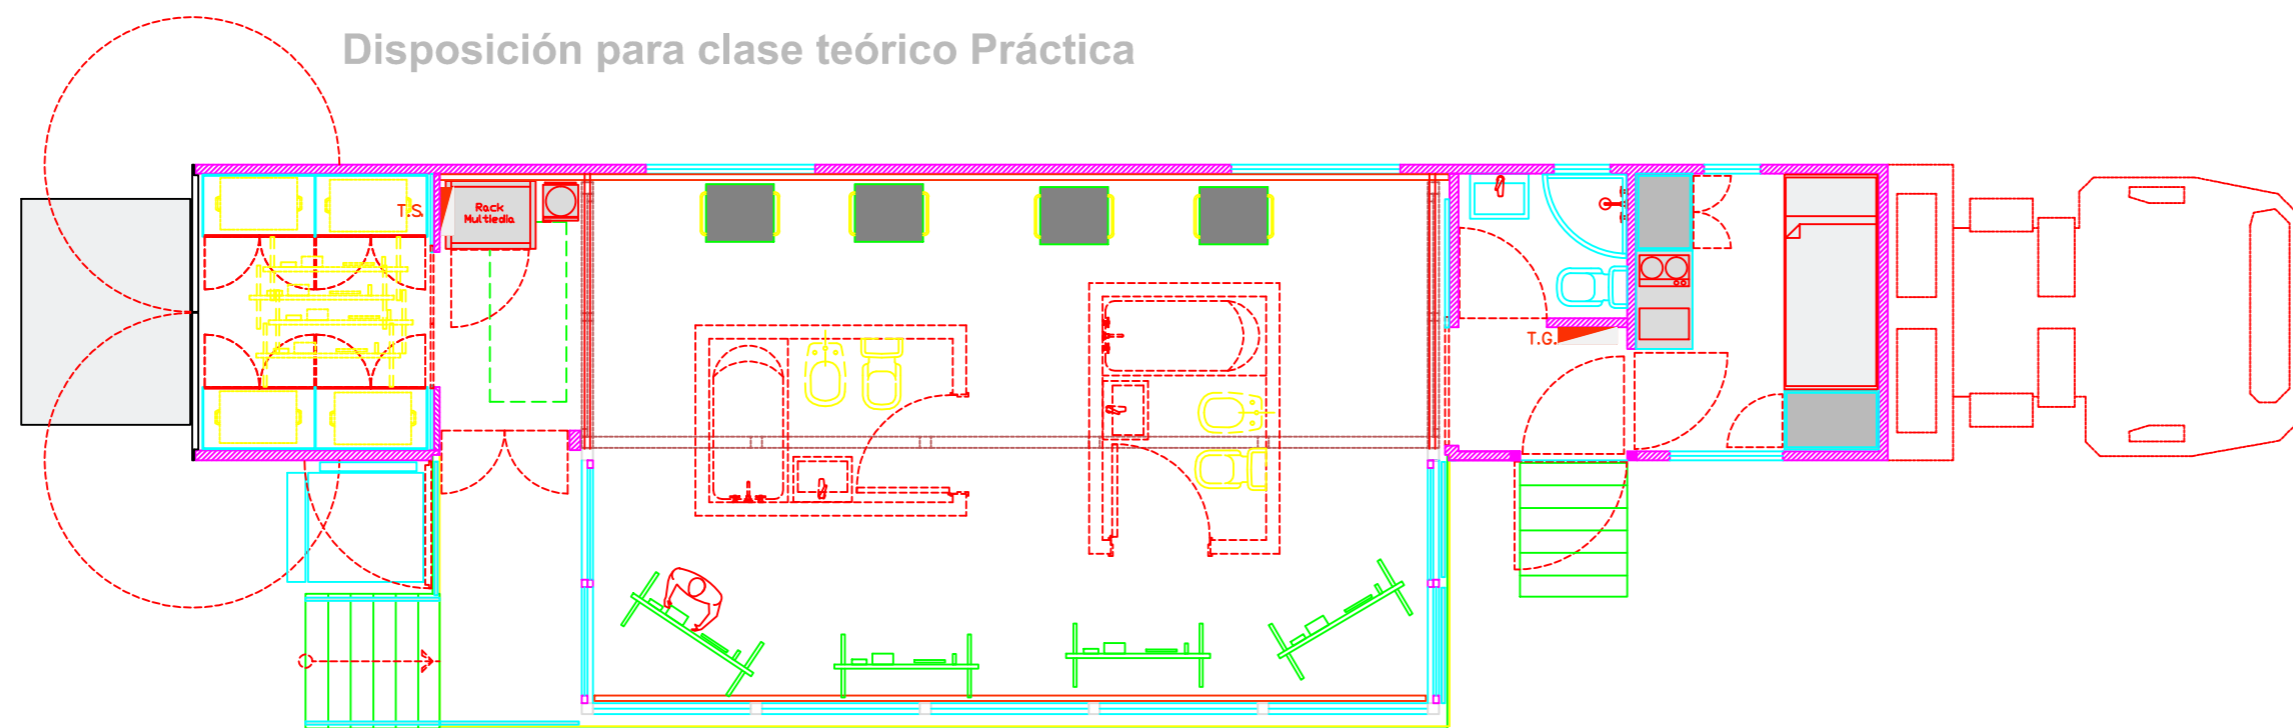 Disposición para clase teórico Práctica
T.S.
Rack
Multiedia
T.G.